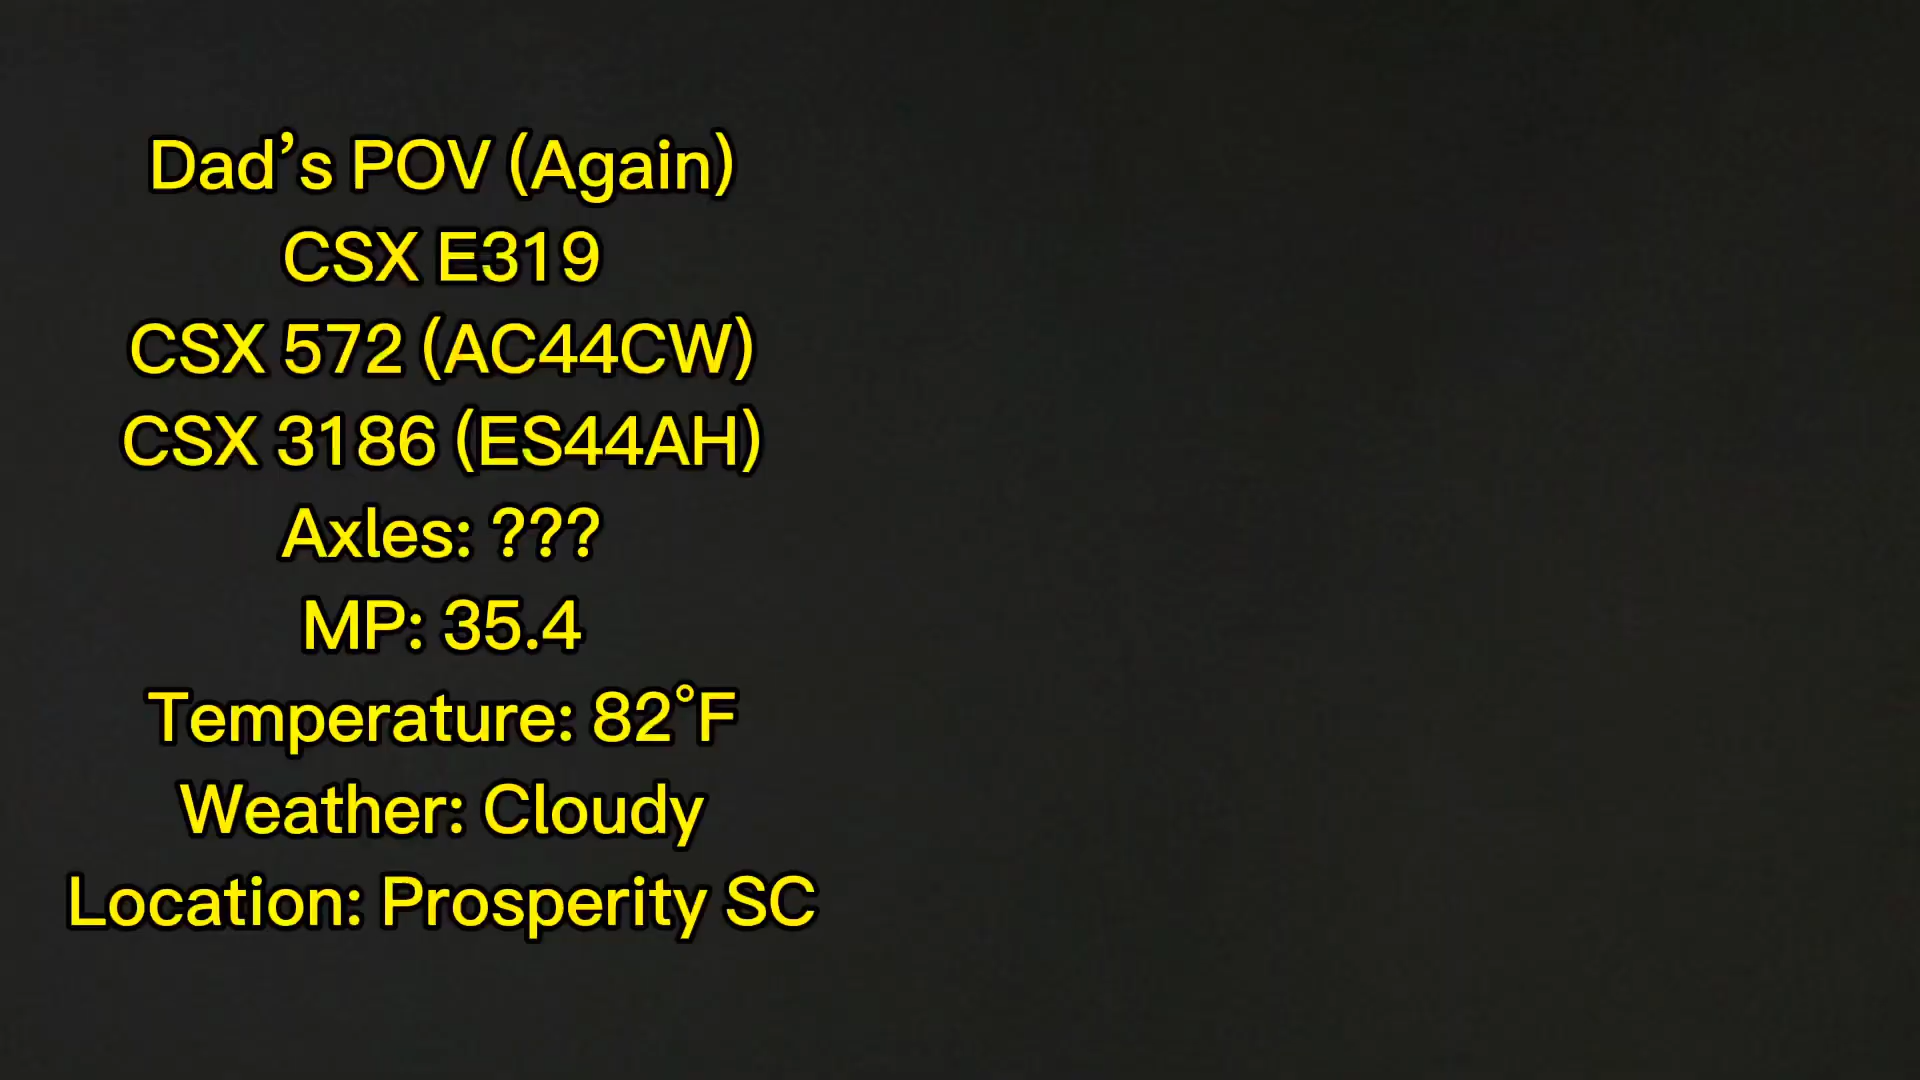 Dad’s POV (Again)
CSX E319
CSX 572 (AC44CW)
CSX 3186 (ES44AH)
Axles: ???
MP: 35.4
Temperature: 82°F
Weather: Cloudy
Location: Prosperity SC